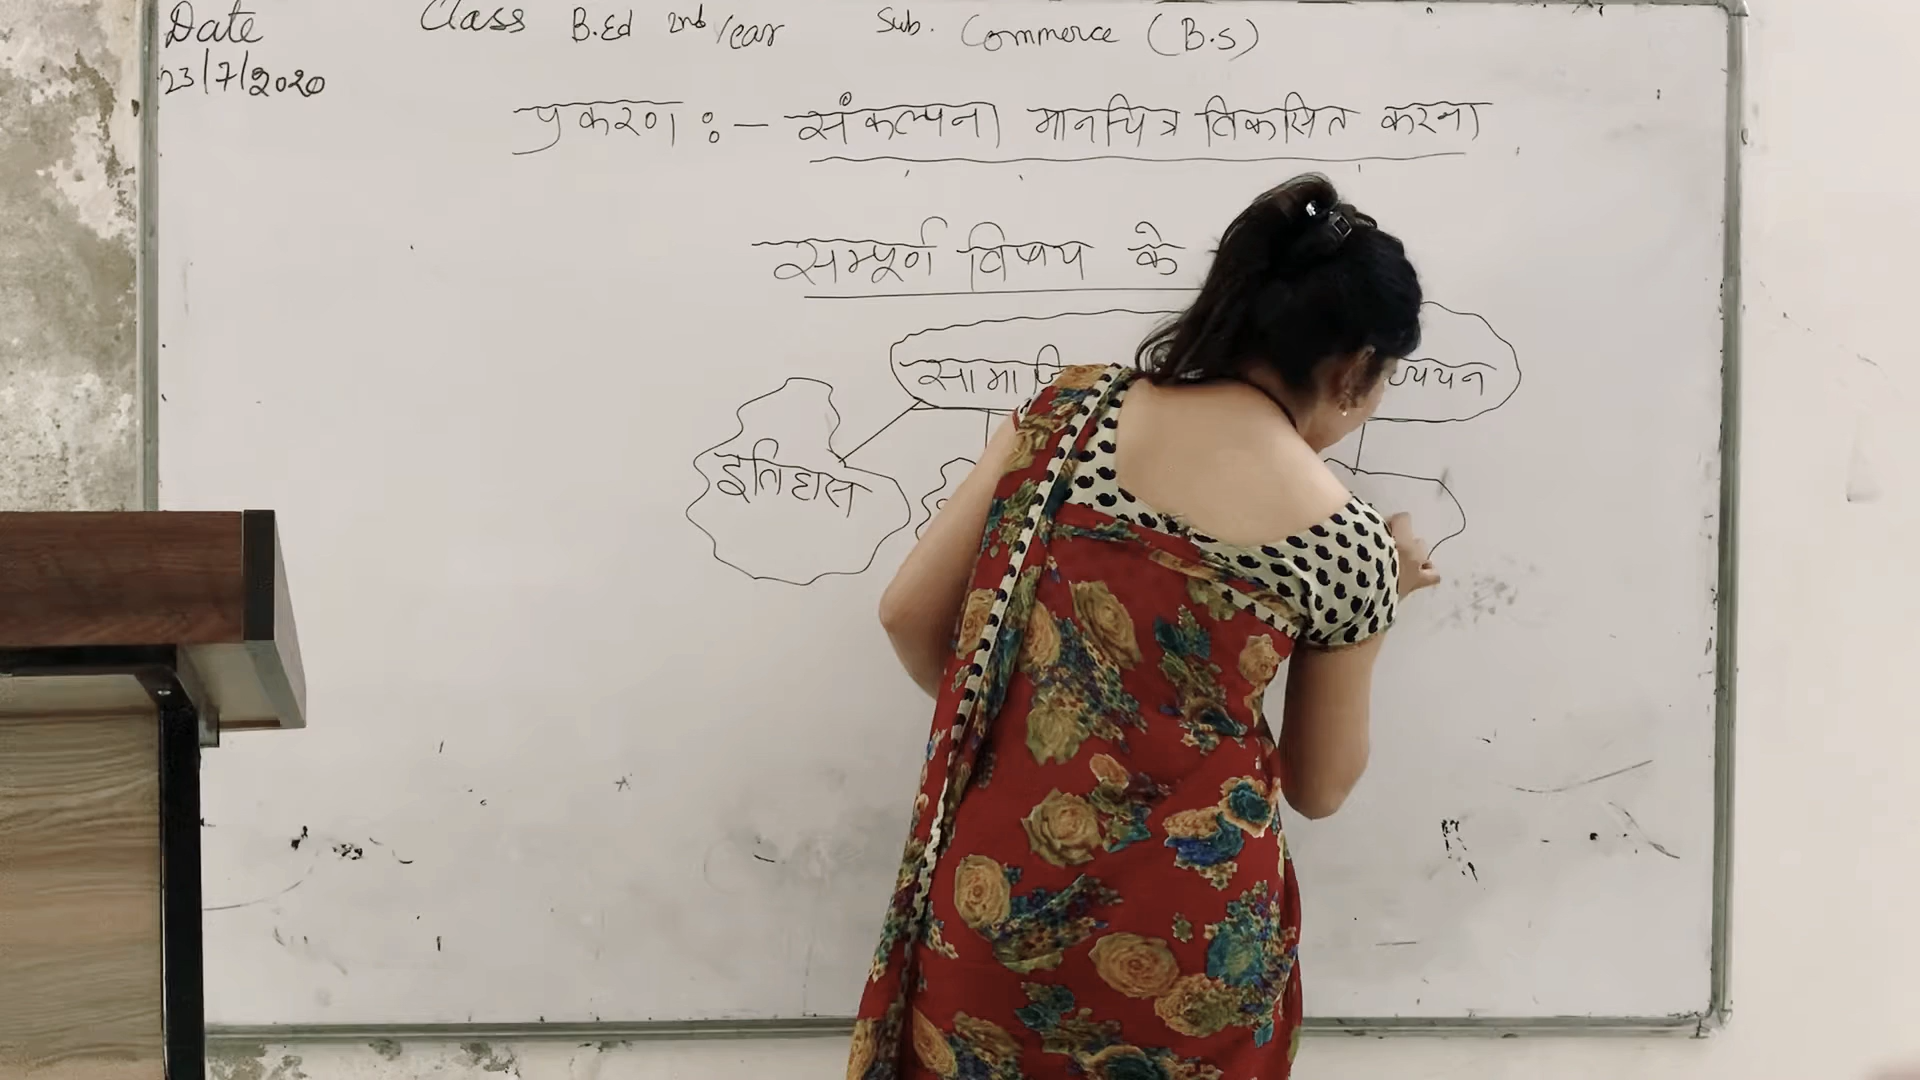 Date Class B.Ed 2nd Year Sub. Commerce (B.S)
23/7/2020
प्रकरण :- संकल्पना मानचित्र विकसित करना
सम्पूर्ण विषय के
इतिहास